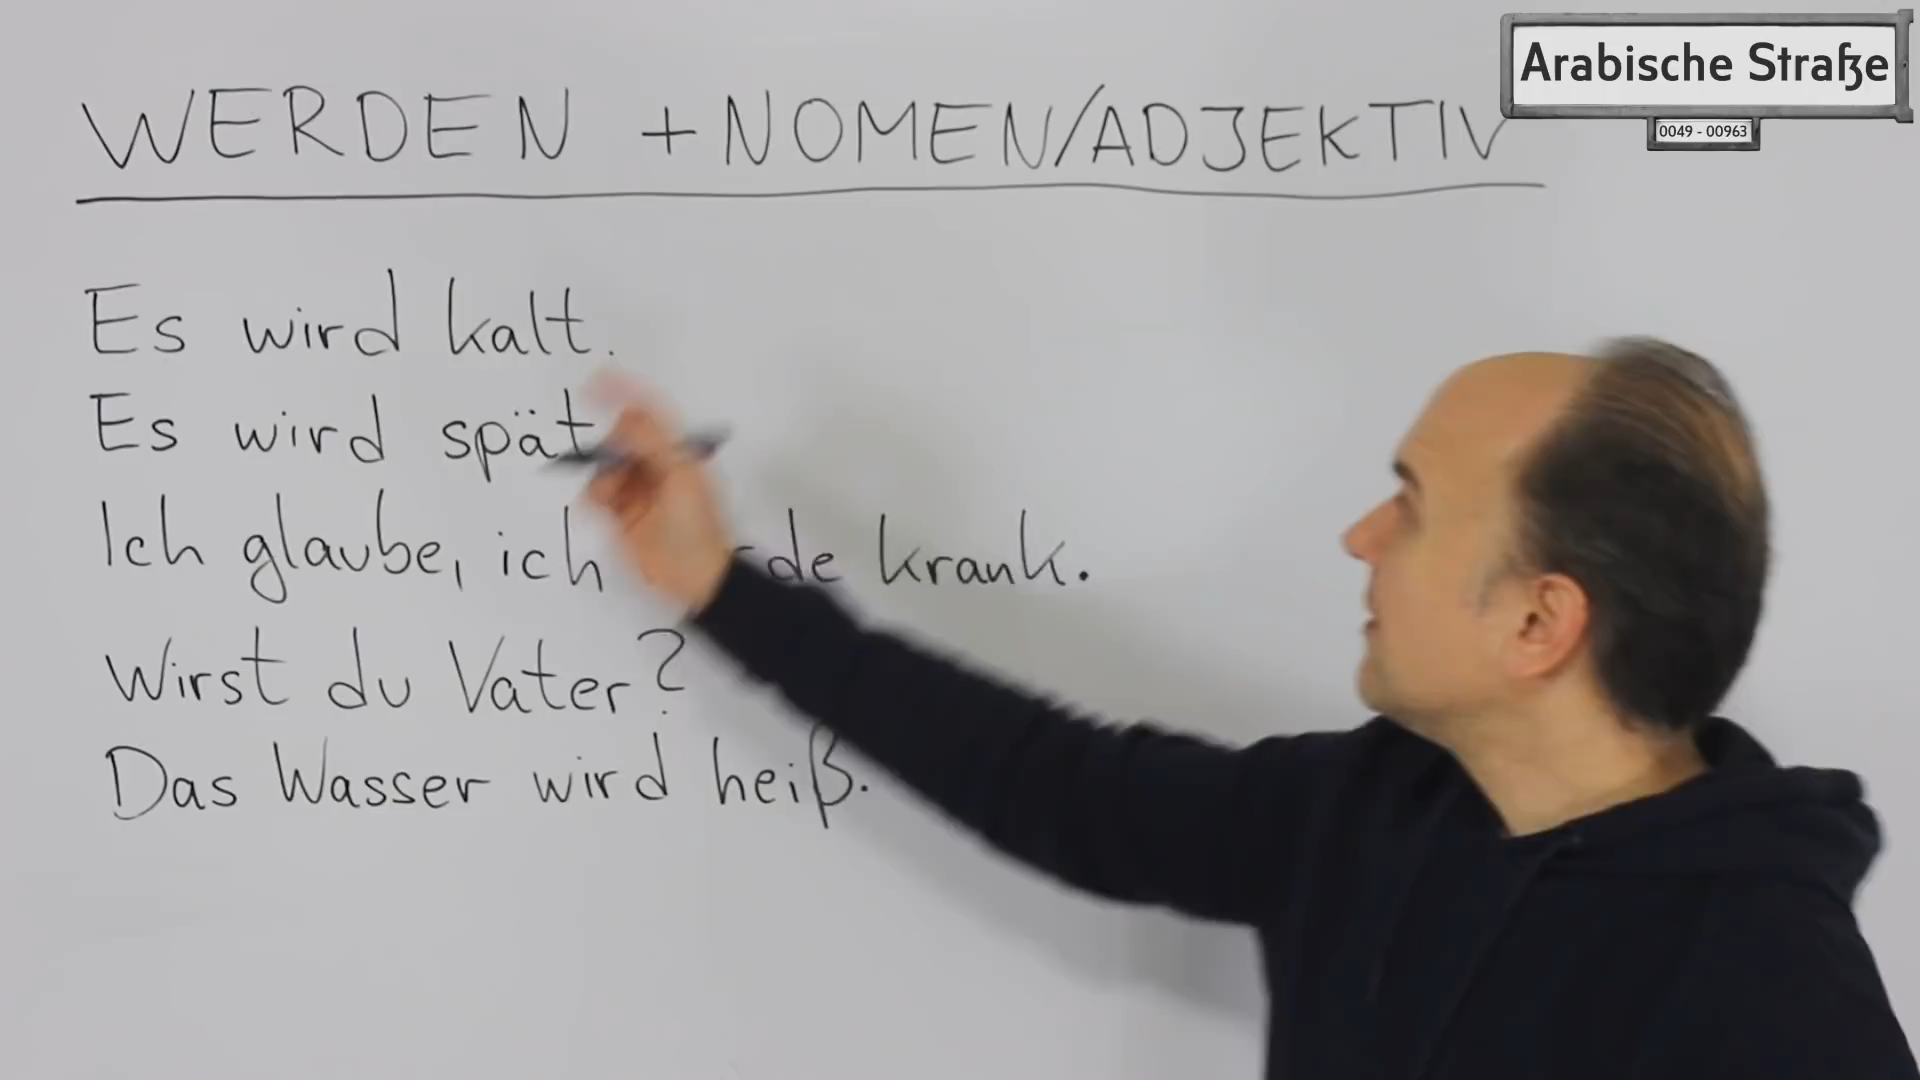 Arabische Straße
0049 - 00963
WERDEN + NOMEN/ADJEKTIV
Es wird kalt.
Es wird spät
Ich glaube, ich krank.
Wirst du Vater?
Das Wasser wird heiß.